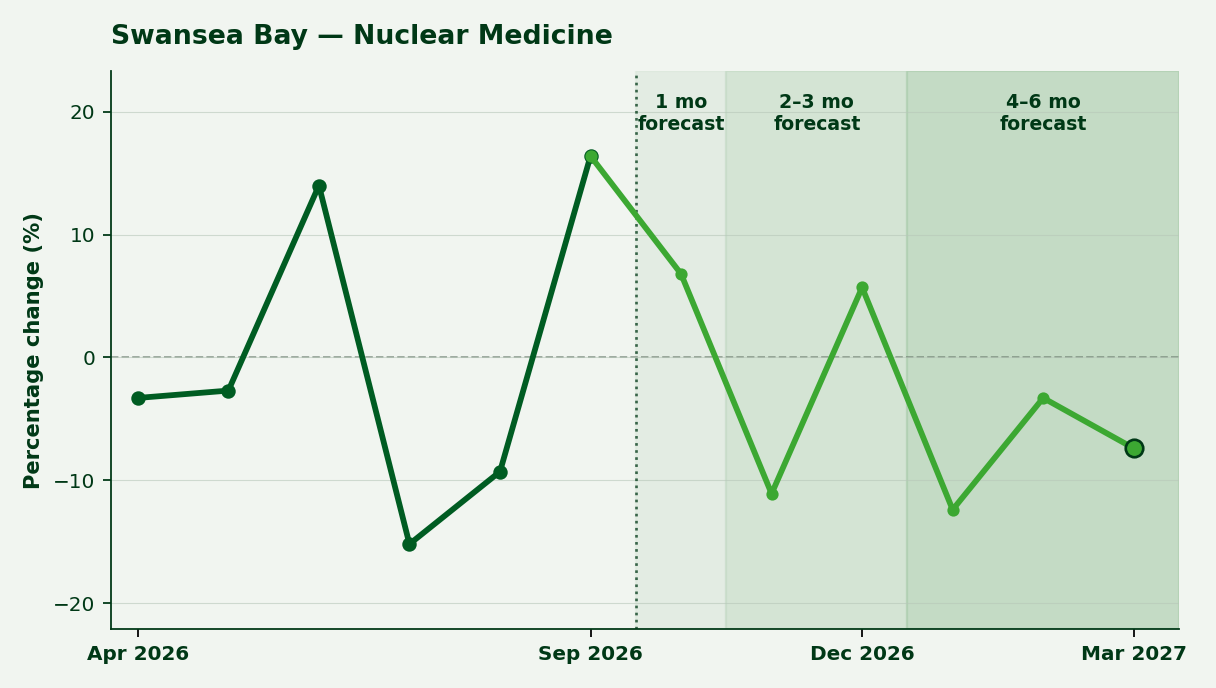 Swansea Bay — Nuclear Medicine
1 mo
forecast
2–3 mo
forecast
4–6 mo
forecast
Percentage change (%)
20
10
0
−10
−20
Apr 2026
Sep 2026
Dec 2026
Mar 2027